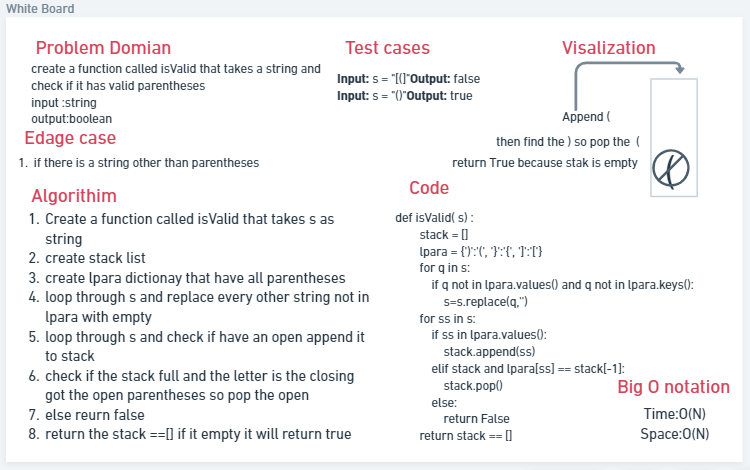 White Board
Problem Domian
create a function called isValid that takes a string and
check if it has valid parentheses
input :string
output:boolean
Edage case
1. if there is a string other than parentheses
Algorithim
1. Create a function called isValid that takes s as
string
2. create stack list
3. create lpara dictionay that have all parentheses
4. loop through s and replace every other string not in
lpara with empty
5. loop through s and check if have an open append it
to stack
6. check if the stack full and the letter is the closing
got the open parentheses so pop the open
7. else reurn false
8. return the stack ==[] if it empty it will return true
Test cases
Input: s = "[(]"Output: false
Input: s = "()"Output: true
Visalization
Append (
then find the ) so pop the (
return True because stak is empty
(
Code
def isValid( s) :
stack = []
lpara = {')':'(', '}':'{', ']':'['}
for q in s:
if q not in lpara.values() and q not in lpara.keys():
s=s.replace(q,'')
for ss in s:
if ss in lpara.values():
stack.append(ss)
elif stack and lpara[ss] == stack[-1]:
stack.pop()
else:
return False
return stack == []
Big O notation
Time:O(N)
Space:O(N)